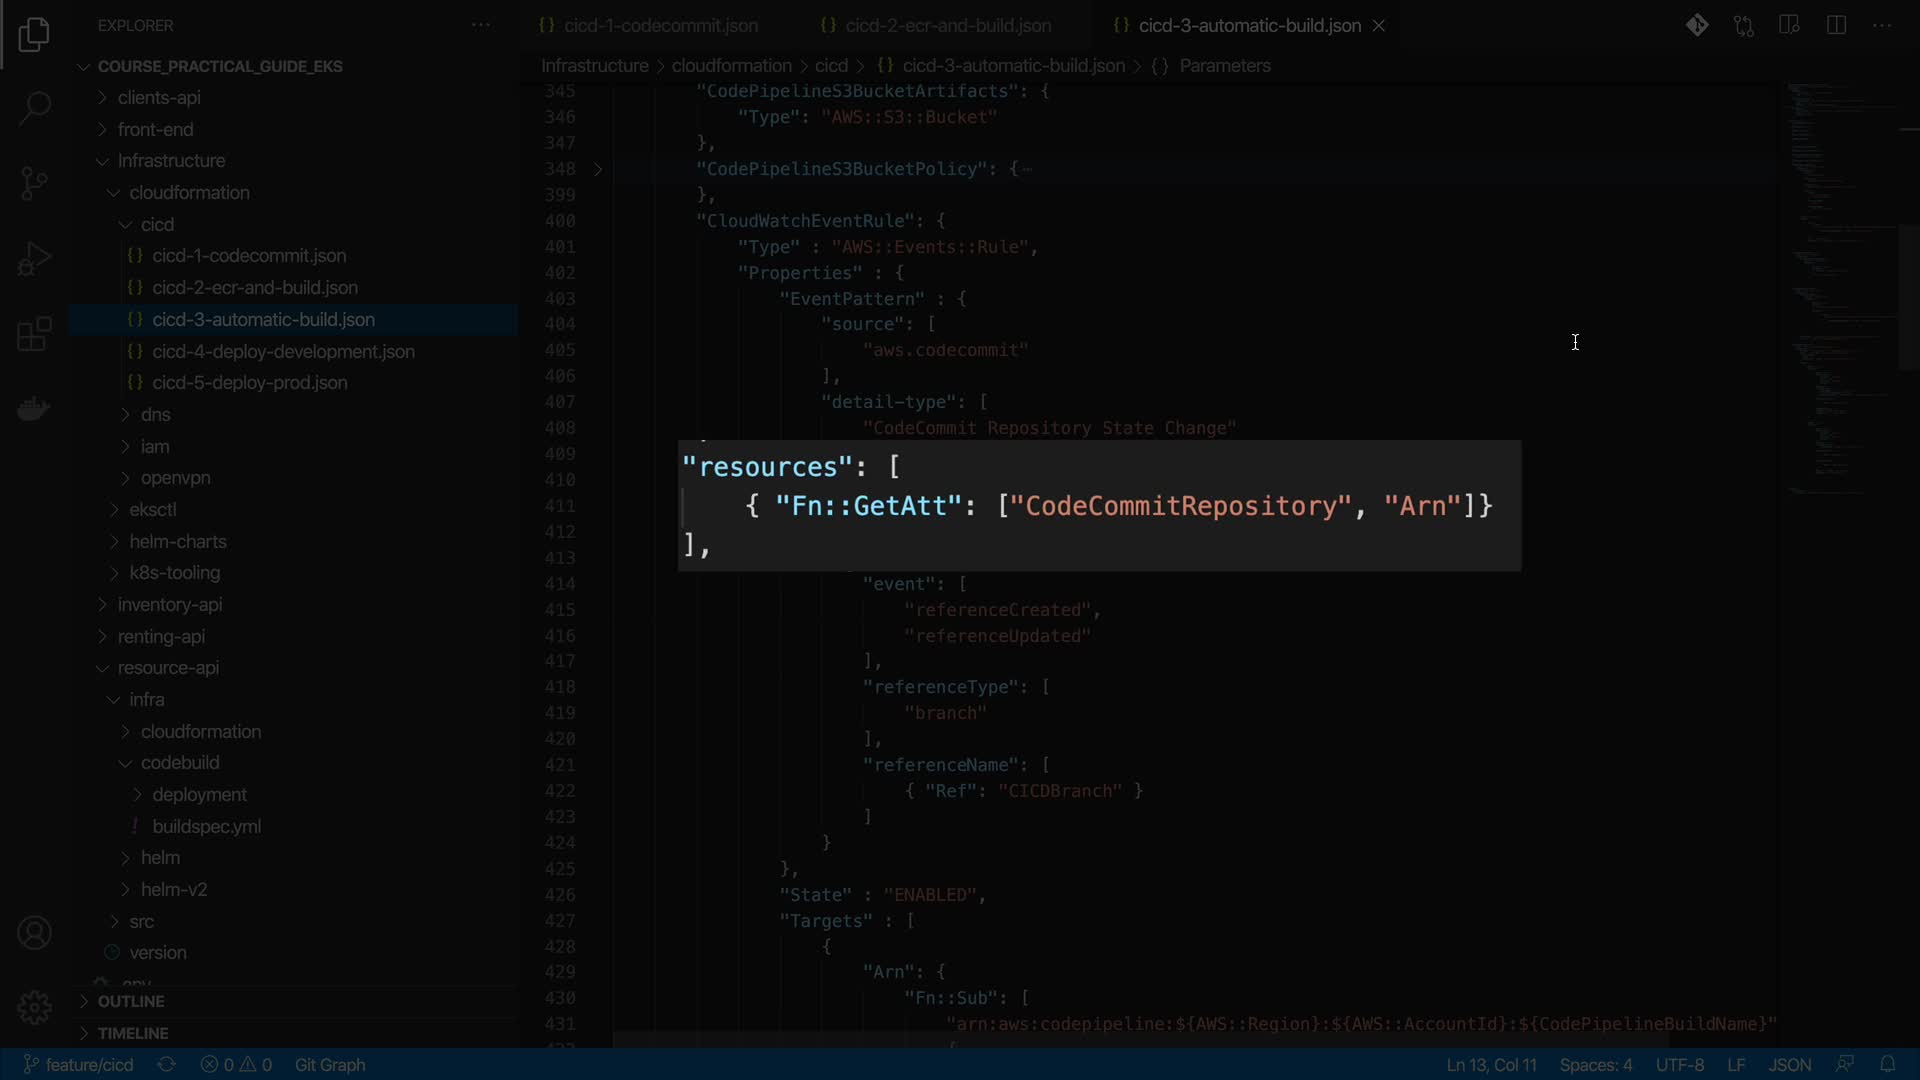 EXPLORER
COURSE_PRACTICAL_GUIDE_EKS
clients-api
front-end
Infrastructure
cloudformation
cicd
{} cicd-1-codecommit.json
{} cicd-2-ecr-and-build.json
{} cicd-3-automatic-build.json
{} cicd-4-deploy-development.json
{} cicd-5-deploy-prod.json
dns
iam
openvpn
eksctl
helm-charts
k8s-tooling
inventory-api
renting-api
resource-api
infra
cloudformation
codebuild
deployment
! buildspec.yml
helm
helm-v2
src
version
OUTLINE
TIMELINE
{} cicd-1-codecommit.json {} cicd-2-ecr-and-build.json {} cicd-3-automatic-build.json
Infrastructure > cloudformation > cicd > {} cicd-3-automatic-build.json > {} Parameters
345 "CodePipelineS3BucketArtifacts": {
346 "Type": "AWS::S3::Bucket"
347 },
348 "CodePipelineS3BucketPolicy": {…
399 },
400 "CloudWatchEventRule": {
401 "Type" : "AWS::Events::Rule",
402 "Properties" : {
403 "EventPattern" : {
404 "source": [
405 "aws.codecommit"
406 ],
407 "detail-type": [
408 "CodeCommit Repository State Change"
409
410 "resources": [
411 { "Fn::GetAtt": ["CodeCommitRepository", "Arn"]}
412 ],
413
414 "event": [
415 "referenceCreated",
416 "referenceUpdated"
417 ],
418 "referenceType": [
419 "branch"
420 ],
421 "referenceName": [
422 { "Ref": "CICDBranch" }
423 ]
424 }
425 },
426 "State" : "ENABLED",
427 "Targets" : [
428 {
429 "Arn": {
430 "Fn::Sub": [
431 "arn:aws:codepipeline:${AWS::Region}:${AWS::AccountId}:${CodePipelineBuildName}"
feature/cicd 0 0 Git Graph Ln 13, Col 11 Spaces: 4 UTF-8 LF JSON